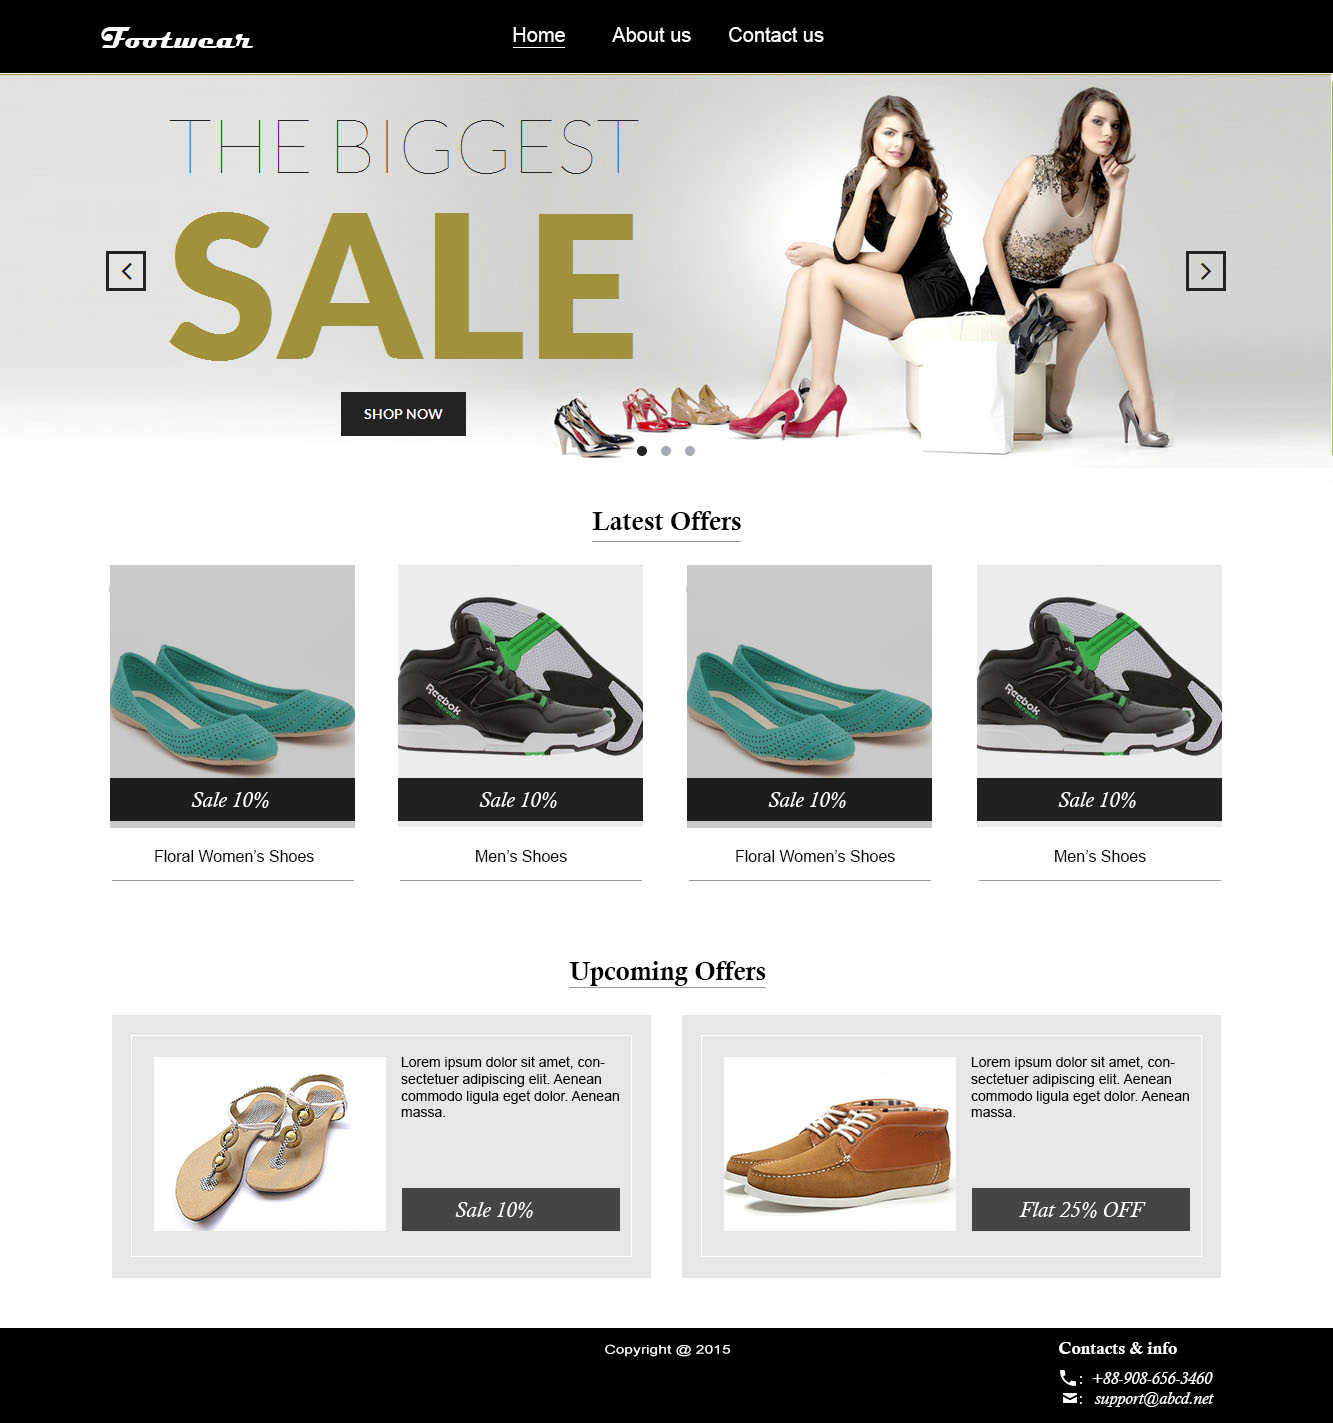 Footwear
Home About us Contact us
THE BIGGEST
SALE
SHOP NOW
Latest Offers
Reebok
Reebok
Sale 10% Sale 10% Sale 10% Sale 10%
Floral Women’s Shoes Men’s Shoes Floral Women’s Shoes Men’s Shoes
Upcoming Offers
Lorem ipsum dolor sit amet, con-
sectetuer adipiscing elit. Aenean
commodo ligula eget dolor. Aenean
massa.
Sale 10%
Lorem ipsum dolor sit amet, con-
sectetuer adipiscing elit. Aenean
commodo ligula eget dolor. Aenean
massa.
Flat 25% OFF
Copyright @ 2015
Contacts & info
: +88-908-656-3460
: support@abcd.net